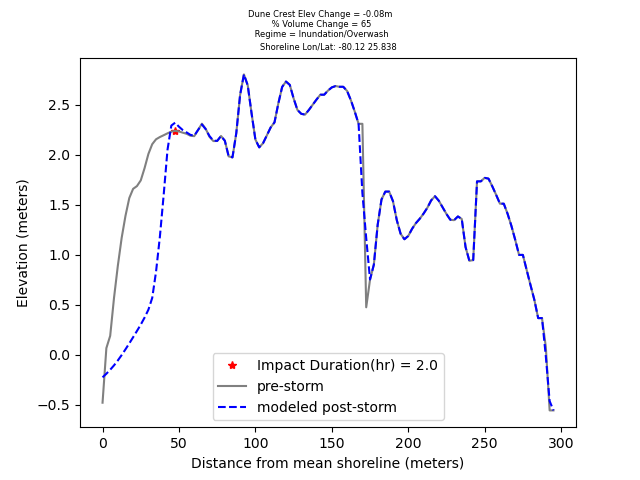 Dune Crest Elev Change = -0.08m
% Volume Change = 65
Regime = Inundation/Overwash
Shoreline Lon/Lat: -80.12 25.838
2.5
2.0
1.5
1.0
0.5
0.0
−0.5
Elevation (meters)
Impact Duration(hr) = 2.0
pre-storm
modeled post-storm
0 50 100 150 200 250 300
Distance from mean shoreline (meters)